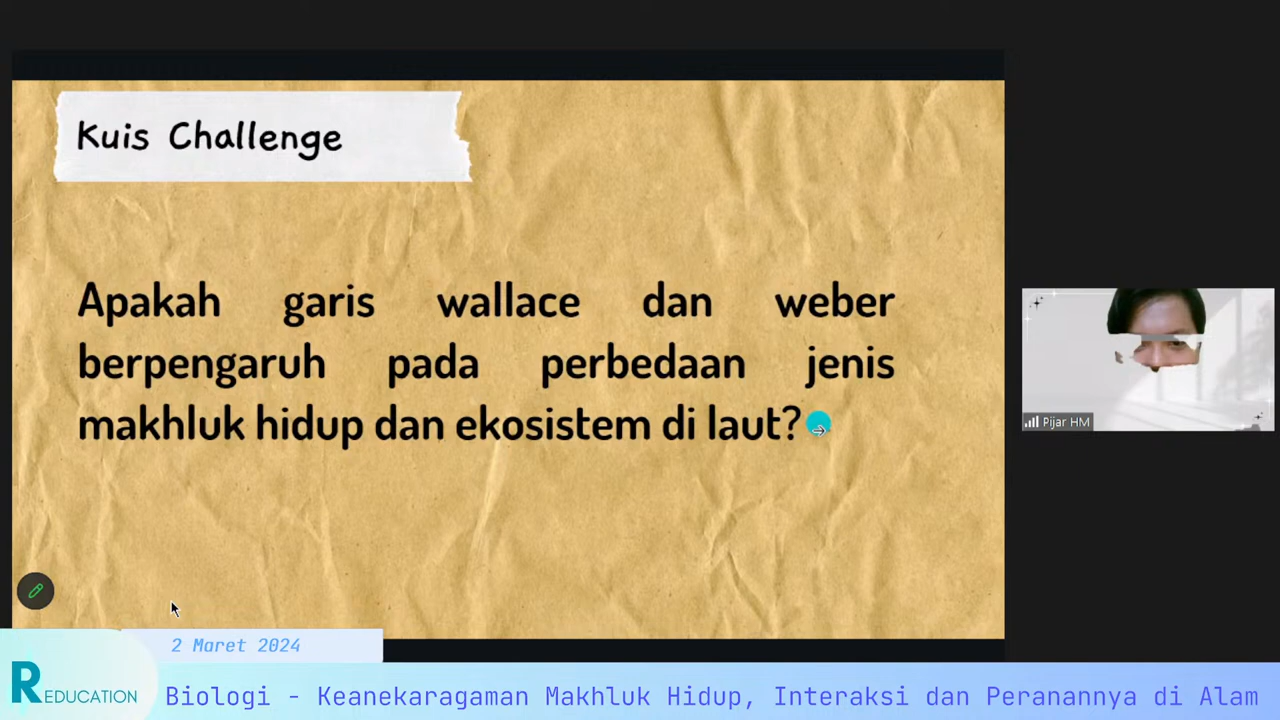 Kuis Challenge
Apakah garis wallace dan weber
berpengaruh pada perbedaan jenis
makhluk hidup dan ekosistem di laut?
Pijar HM
2 Maret 2024
REDUCATION
Biologi - Keanekaragaman Makhluk Hidup, Interaksi dan Peranannya di Alam